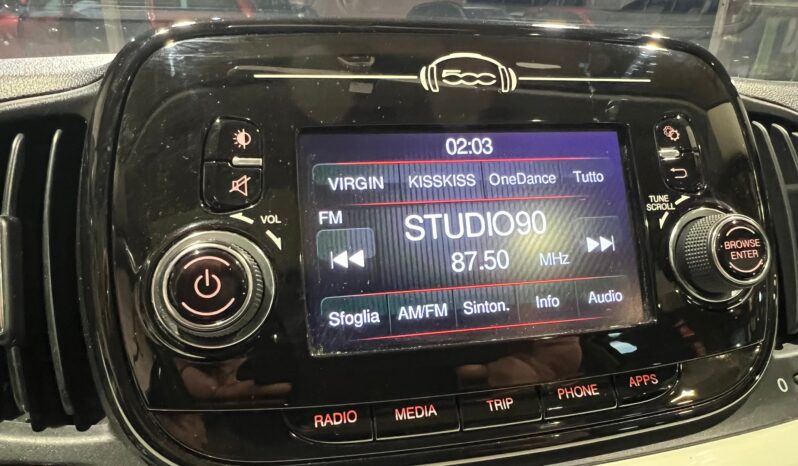 500
02:03
VIRGIN KISSKISS OneDance Tutto
FM
STUDIO90
87.50 MHz
Sfoglia AM/FM Sinton. Info Audio
VOL
TUNE
SCROLL
BROWSE
ENTER
RADIO MEDIA TRIP PHONE APPS
0